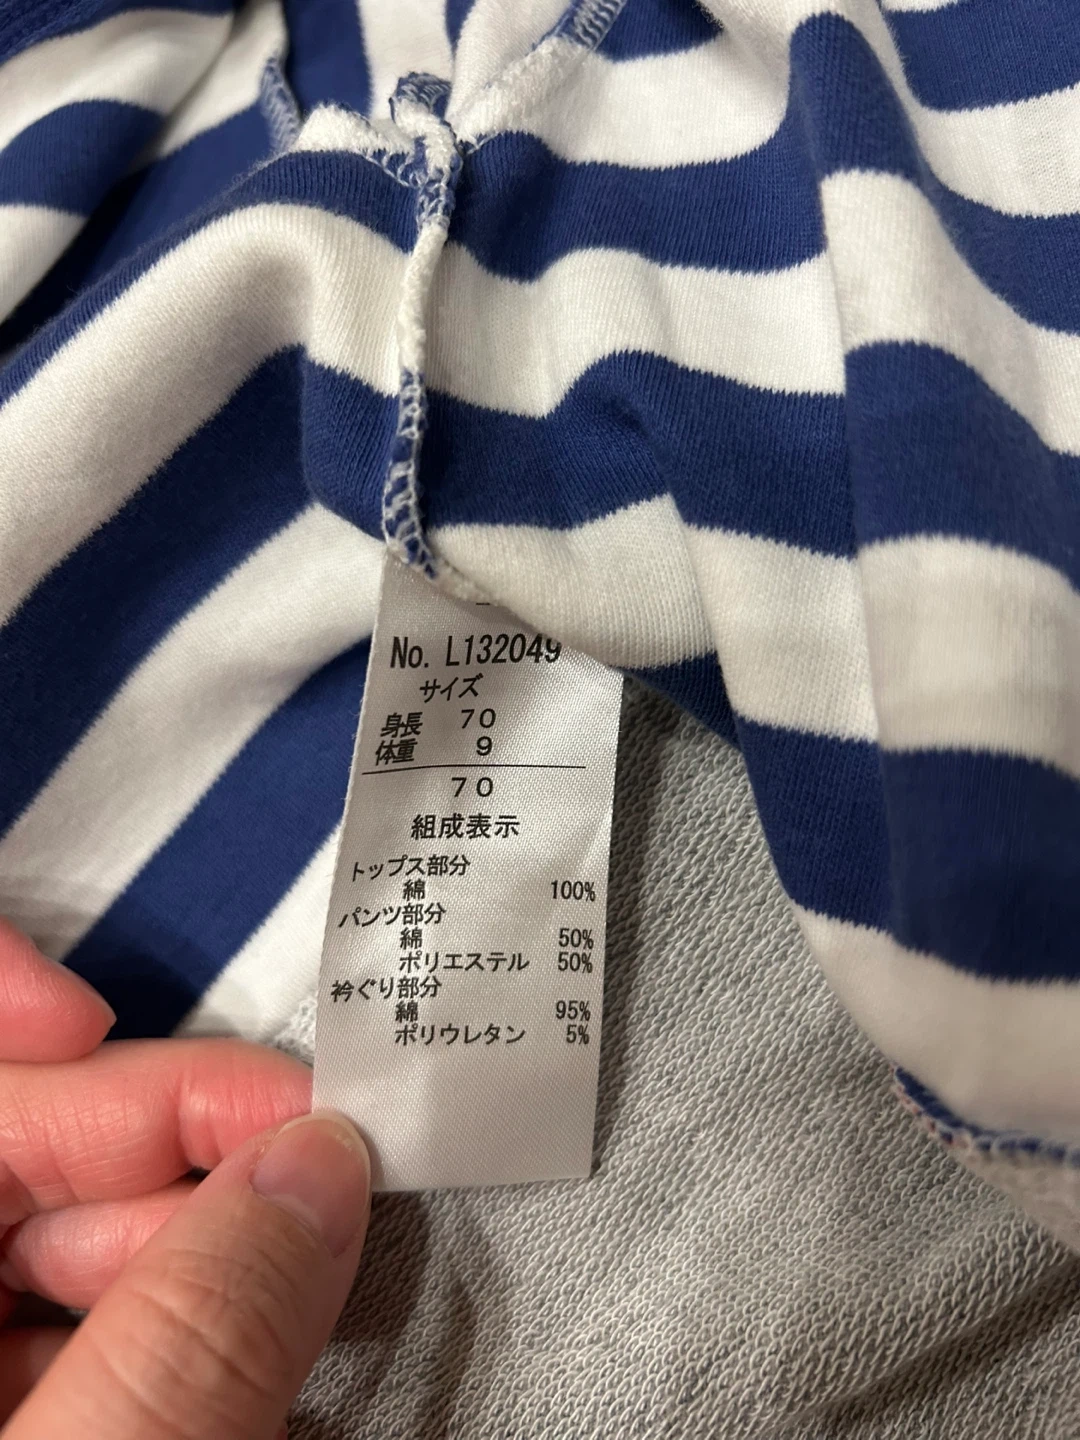 No. L132049
サイズ
身長 70
体重 9
70
組成表示
トップス部分
綿 100%
パンツ部分
綿 50%
ポリエステル 50%
衿ぐり部分
綿 95%
ポリウレタン 5%